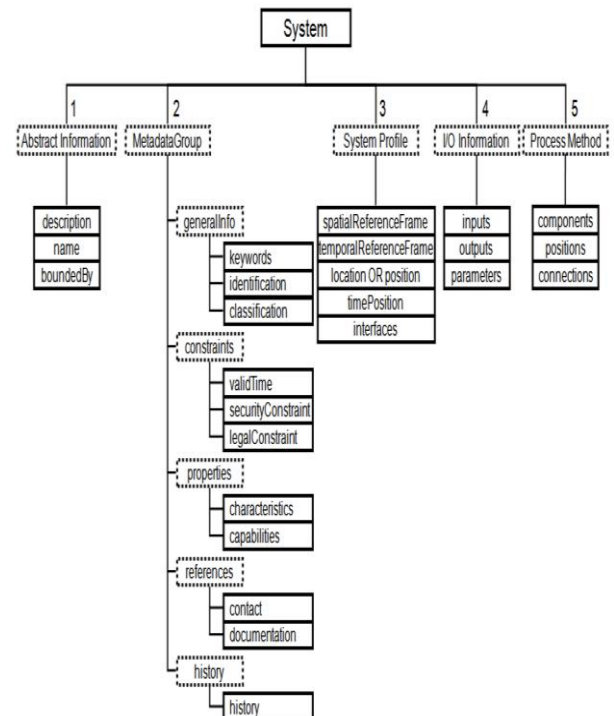 System
1 2 3 4 5
Abstract Information MetadataGroup System Profile I/O Information Process Method
description
name
boundedBy
generalInfo
keywords
identification
classification
constraints
validTime
securityConstraint
legalConstraint
properties
characteristics
capabilities
references
contact
documentation
history
history
spatialReferenceFrame
temporalReferenceFrame
location OR position
timePosition
interfaces
inputs
outputs
parameters
components
positions
connections